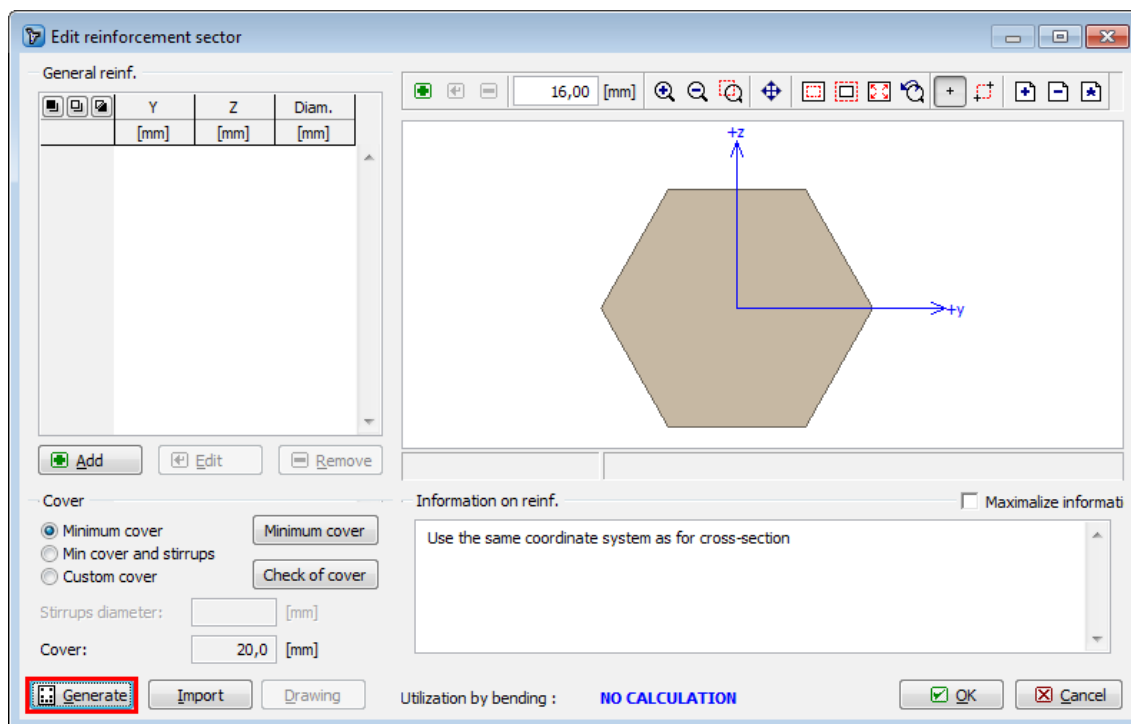 Edit reinforcement sector
General reinf.
Y Z Diam.
[mm] [mm] [mm]
16,00 [mm]
+z
+y
Add Edit Remove
Cover
Minimum cover Minimum cover
Min cover and stirrups
Custom cover Check of cover
Stirrups diameter: [mm]
Cover: 20,0 [mm]
Information on reinf. Maximalize informati
Use the same coordinate system as for cross-section
Generate Import Drawing
Utilization by bending : NO CALCULATION
OK Cancel